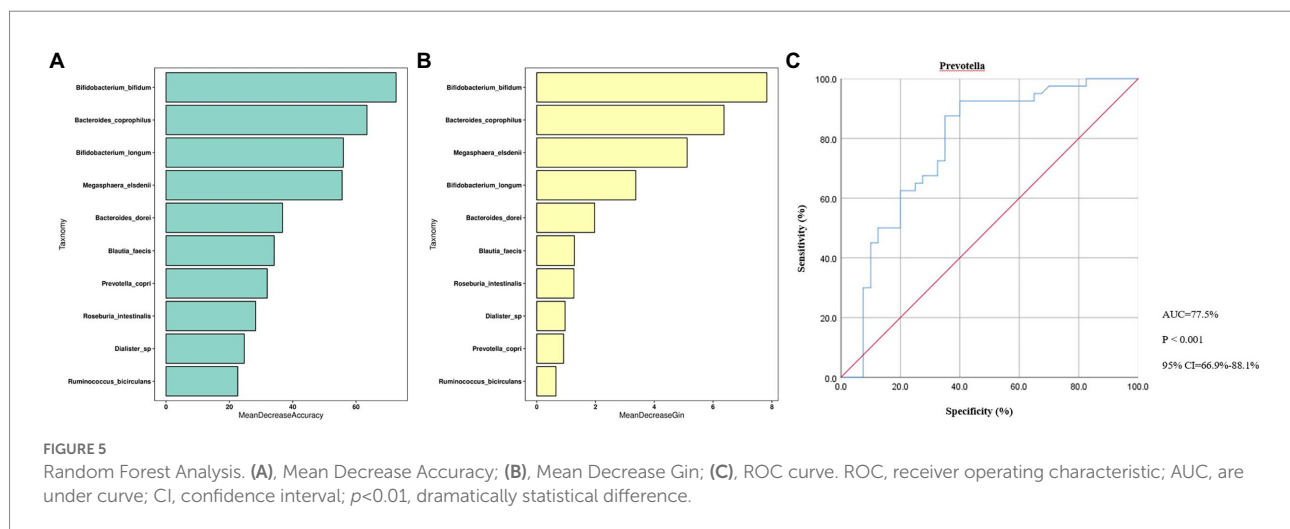 A
Taxnomy
Bifidobacterium_bifidum
Bacteroides_coprophilus
Bifidobacterium_longum
Megasphaera_elsdenii
Bacteroides_dorei
Blautia_faecis
Prevotella_copri
Roseburia_intestinalis
Dialister_sp
Ruminococcus_bicirculans
0 20 40 60
MeanDecreaseAccuracy
B
Taxnomy
Bifidobacterium_bifidum
Bacteroides_coprophilus
Megasphaera_elsdenii
Bifidobacterium_longum
Bacteroides_dorei
Blautia_faecis
Roseburia_intestinalis
Dialister_sp
Prevotella_copri
Ruminococcus_bicirculans
0 2 4 6 8
MeanDecreaseGin
C
Prevotella
Sensitivity (%)
100.0
80.0
60.0
40.0
20.0
0.0
0.0 20.0 40.0 60.0 80.0 100.0
Specificity (%)
AUC=77.5%
P < 0.001
95% CI=66.9%-88.1%
FIGURE 5
Random Forest Analysis. (A), Mean Decrease Accuracy; (B), Mean Decrease Gin; (C), ROC curve. ROC, receiver operating characteristic; AUC, are
under curve; CI, confidence interval; p<0.01, dramatically statistical difference.